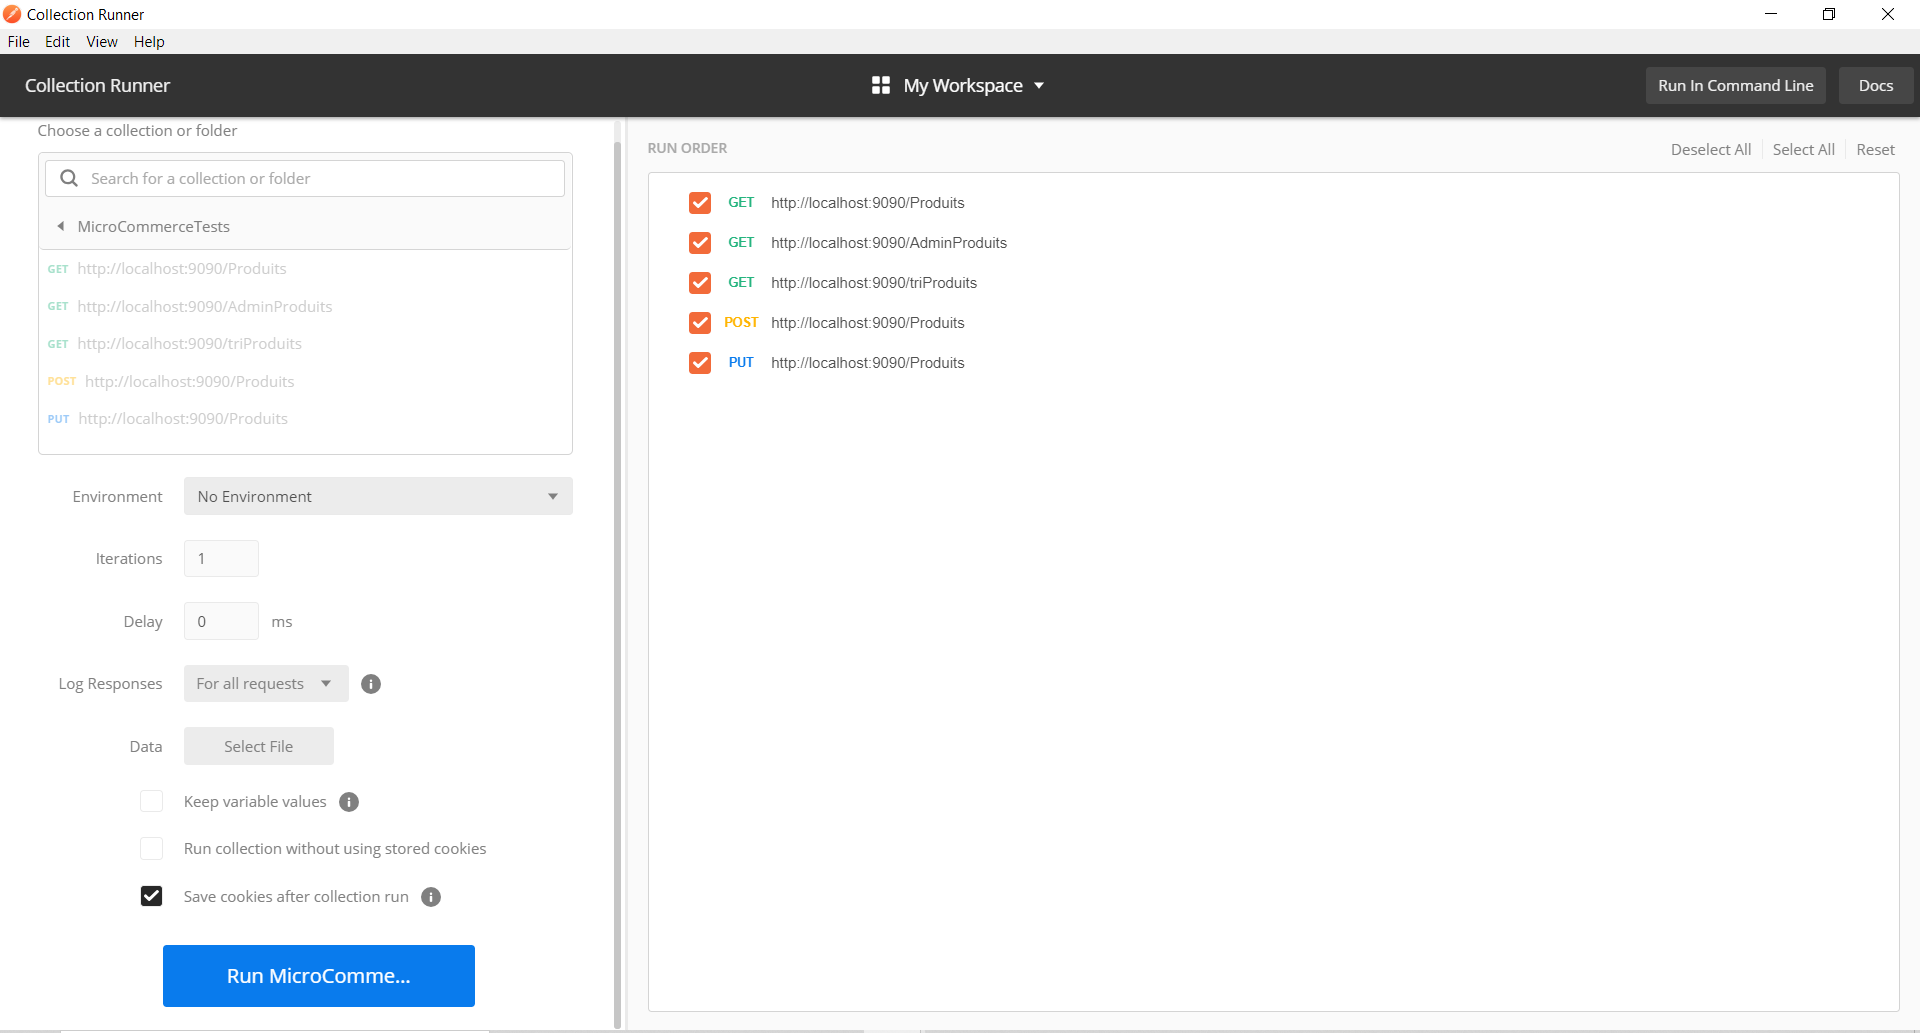 Collection Runner
File Edit View Help
Collection Runner
My Workspace
Run In Command Line
Docs
Choose a collection or folder
Search for a collection or folder
MicroCommerceTests
GET http://localhost:9090/Produits
GET http://localhost:9090/AdminProduits
GET http://localhost:9090/triProduits
POST http://localhost:9090/Produits
PUT http://localhost:9090/Produits
Environment No Environment
Iterations 1
Delay 0 ms
Log Responses For all requests
Data Select File
Keep variable values
Run collection without using stored cookies
Save cookies after collection run
Run MicroComme...
RUN ORDER
Deselect All Select All Reset
GET http://localhost:9090/Produits
GET http://localhost:9090/AdminProduits
GET http://localhost:9090/triProduits
POST http://localhost:9090/Produits
PUT http://localhost:9090/Produits